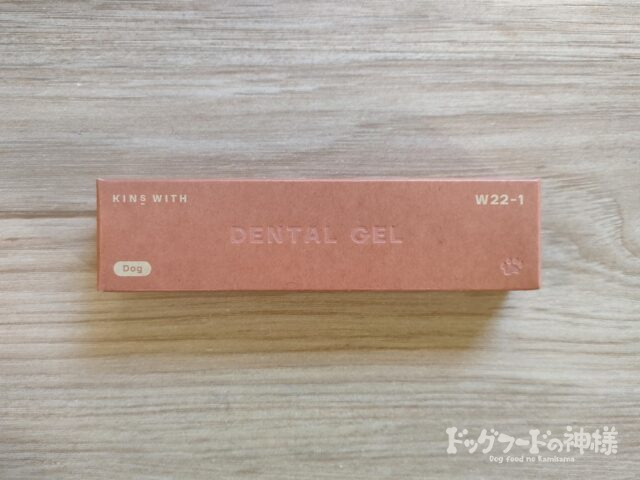 KINS WITH
W22-1
DENTAL GEL
Dog
ドッグフードの神様
Dog food no Kamisama